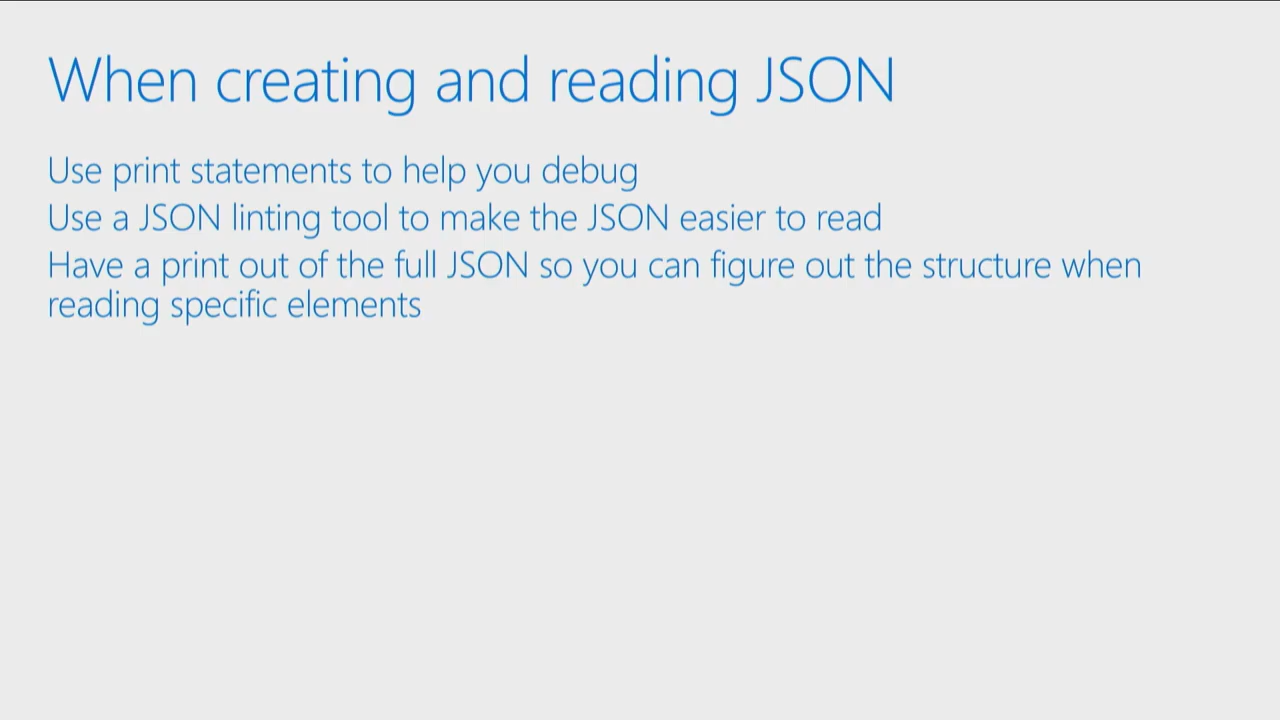 When creating and reading JSON
Use print statements to help you debug
Use a JSON linting tool to make the JSON easier to read
Have a print out of the full JSON so you can figure out the structure when
reading specific elements